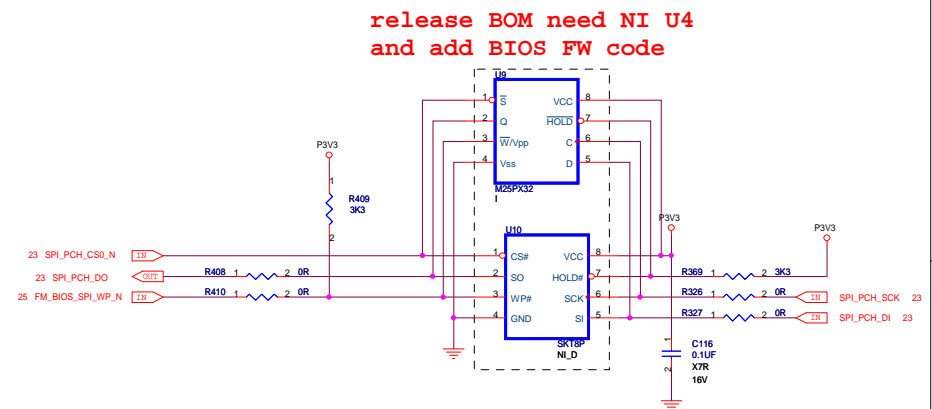 release BOM need NI U4
and add BIOS FW code
U9
1 S VCC 8
2 Q HOLD 7
3 W/Vpp C 6
4 Vss D 5
M25PX32
I
P3V3
1
R409
3K3
2
P3V3
P3V3
U10
23 SPI_PCH_CS0_N IN
1 CS# VCC 8
23 SPI_PCH_DO OUT R408 1 2 0R
2 SO HOLD# 7
R369 1 2 3K3
25 FM_BIOS_SPI_WP_N IN R410 1 2 0R
3 WP# SCK 6
R326 1 2 0R IN SPI_PCH_SCK 23
4 GND SI 5
R327 1 2 0R IN SPI_PCH_DI 23
SKT8P
NI_D
1
C116
0.1UF
2
X7R
16V